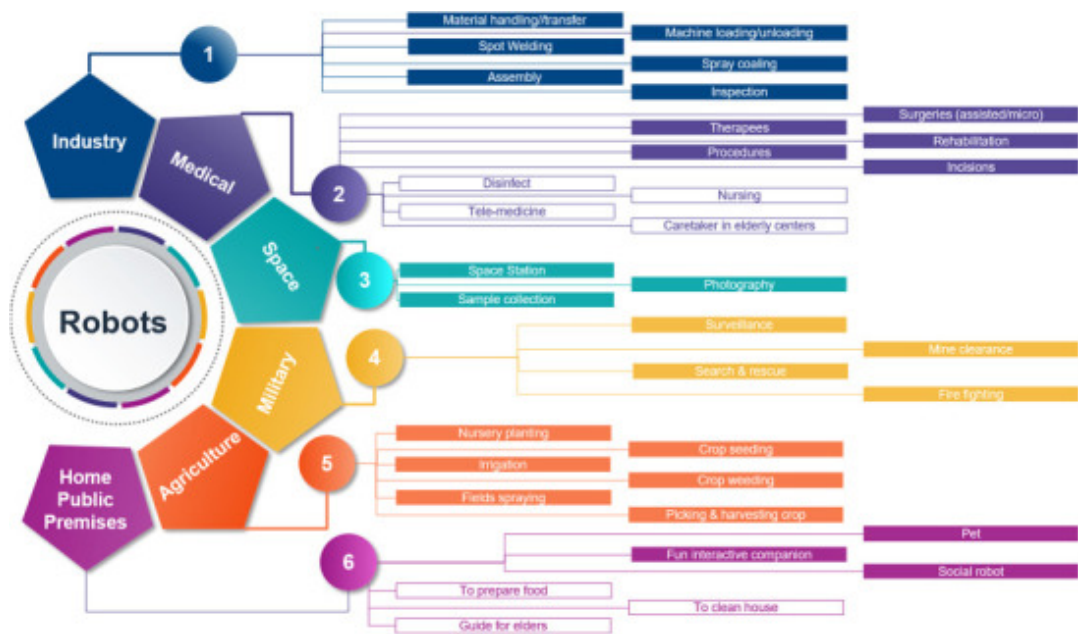 1
Material handling//transfer
Machine loading/unloading
Spot Welding
Spray coaling
Assembly
Inspection
Industry
Medical
2
Surgeries (assisted/micro)
Therapees
Rehabilitation
Procedures
Incisions
Disinfect
Nursing
Tele-medicine
Caretaker in elderly centers
Space
3
Space Station
Photography
Sample collection
Robots
Military
4
Surveillance
Mine clearance
Search & rescue
Fire fighting
Agriculture
5
Nursery planting
Crop seeding
Irrigation
Crop weeding
Fields spraying
Picking & harvesting crop
Home
Public
Premises
6
Pet
Fun interactive companion
Social robot
To prepare food
To clean house
Guide for elders